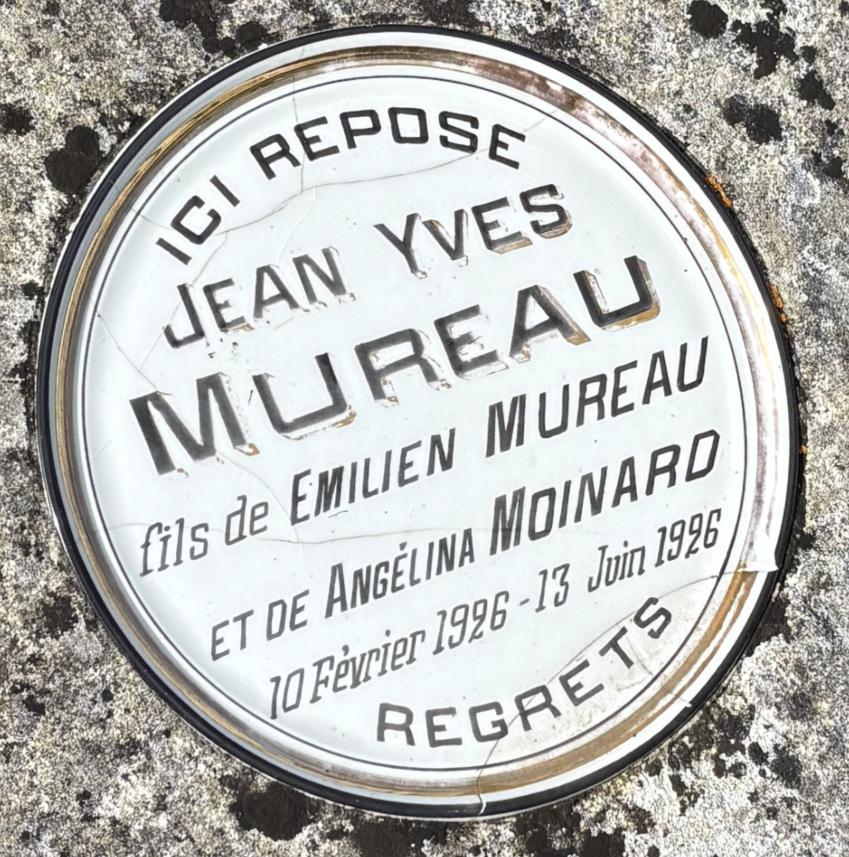 ICI REPOSE
JEAN YVES
MUREAU
fils de EMILIEN MUREAU
ET DE ANGÉLINA MOINARD
10 Février 1926 - 13 Juin 1926
REGRETS